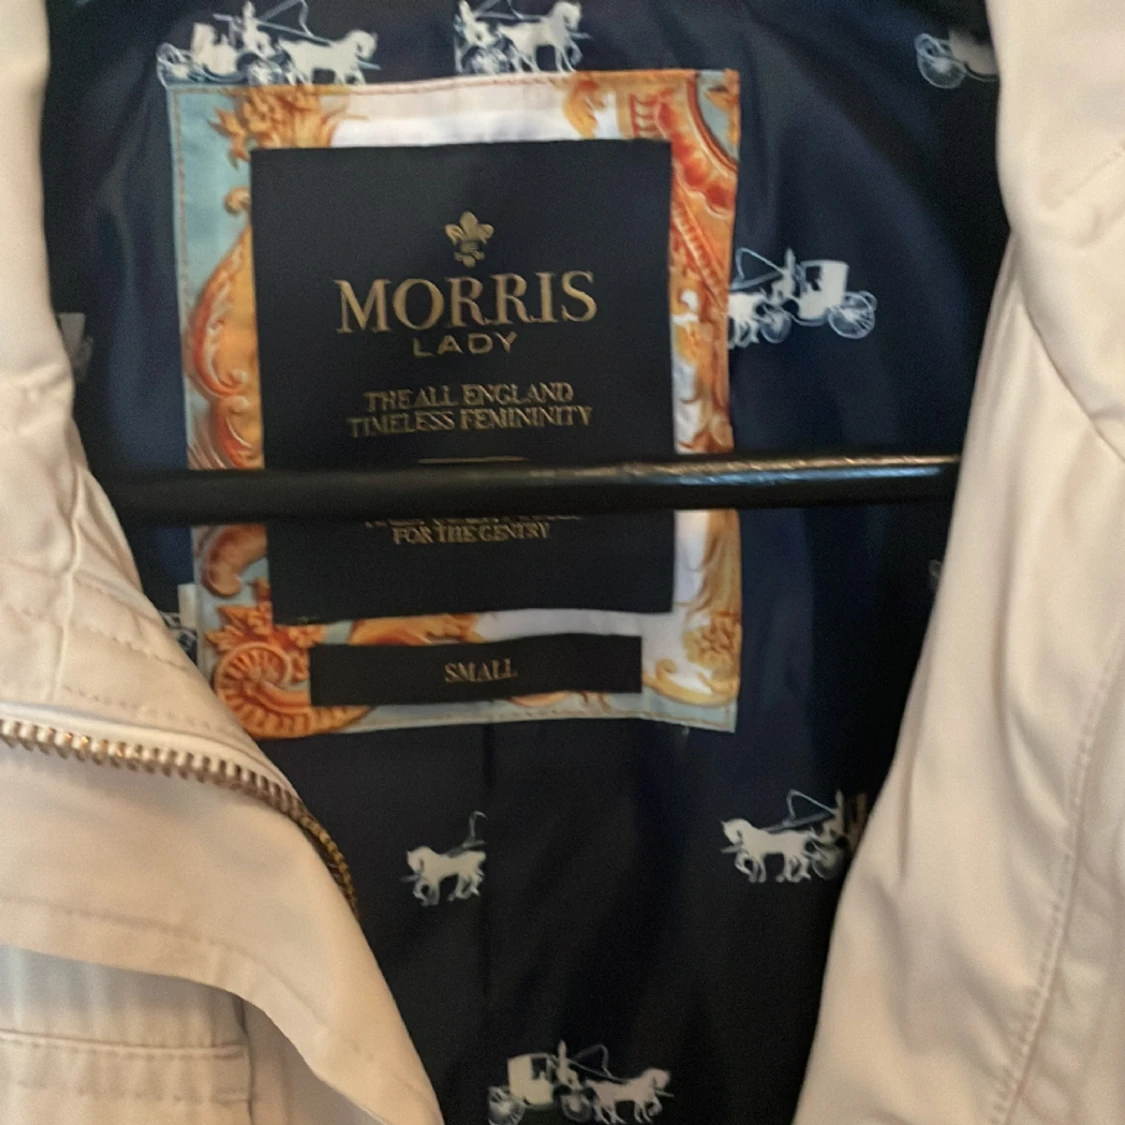 MORRIS
LADY
THE ALL ENGLAND
TIMELESS FEMININITY
FOR THE GENTRY
SMALL